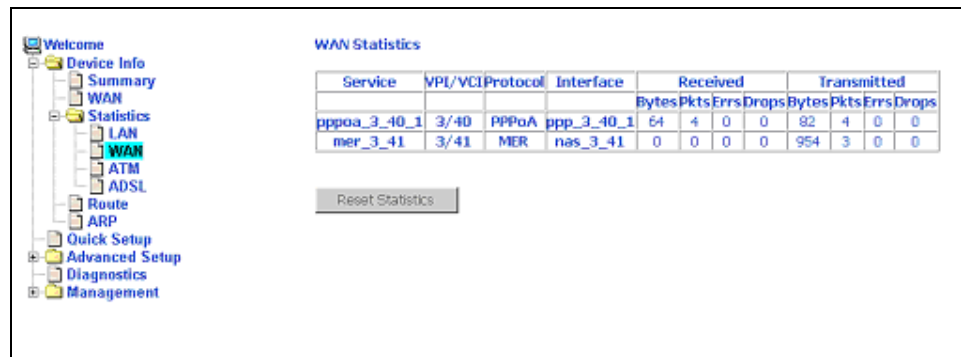 Welcome
Device Info
Summary
WAN
Statistics
LAN
WAN
ATM
ADSL
Route
ARP
Quick Setup
Advanced Setup
Diagnostics
Management
WAN Statistics
Service VPI/VCI Protocol Interface Received Transmitted
Bytes Pkts Errs Drops Bytes Pkts Errs Drops
pppoa_3_40_1 3/40 PPPoA ppp_3_40_1 64 4 0 0 82 4 0 0
mer_3_41 3/41 MER nas_3_41 0 0 0 0 954 3 0 0
Reset Statistics